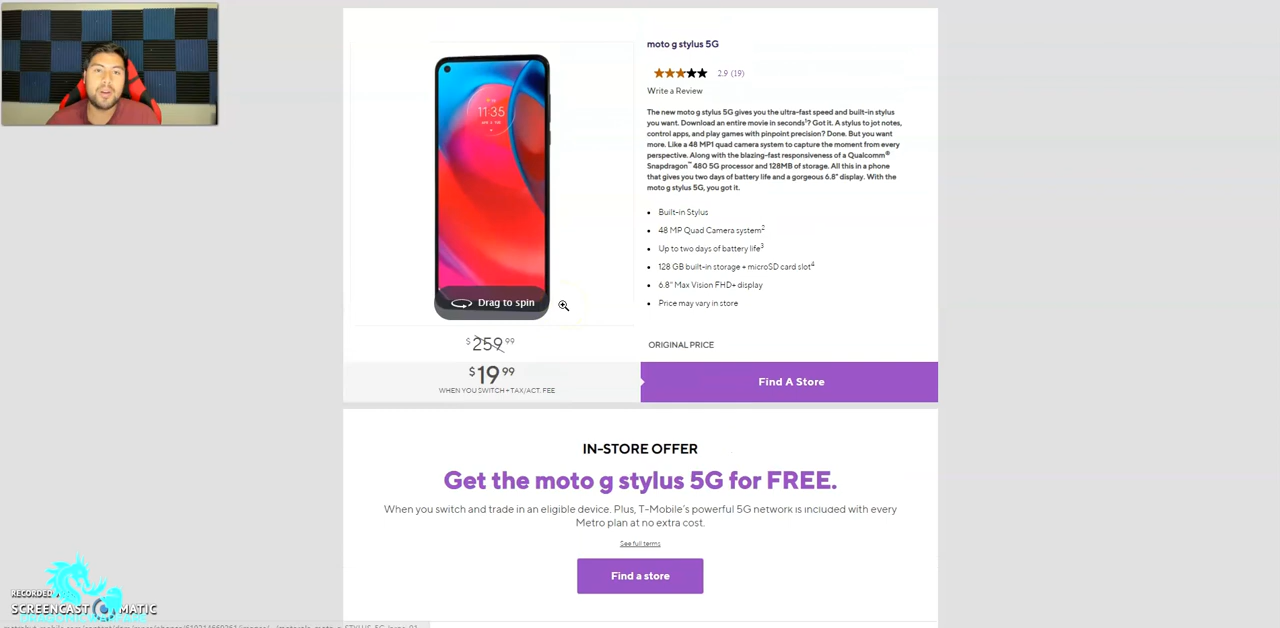 moto g stylus 5G
2.9 (19)
Write a Review
The new moto g stylus 5G gives you the ultra-fast speed and built-in stylus
you want. Download an entire movie in seconds¹? Got it. A stylus to jot notes,
control apps, and play games with pinpoint precision? Done. But you want
more. Like a 48 MP1 quad camera system to capture the moment from every
perspective. Along with the blazing-fast responsiveness of a Qualcomm®
Snapdragon™ 480 5G processor and 128MB of storage. All this in a phone
that gives you two days of battery life and a gorgeous 6.8" display. With the
moto g stylus 5G, you got it.
• Built-in Stylus
• 48 MP Quad Camera system²
• Up to two days of battery life³
• 128 GB built-in storage + microSD card slot⁴
• 6.8" Max Vision FHD+ display
• Price may vary in store
11:35
Drag to spin
$259.99
ORIGINAL PRICE
$19.99
WHEN YOU SWITCH + TAX/ACT. FEE
Find A Store
IN-STORE OFFER
Get the moto g stylus 5G for FREE.
When you switch and trade in an eligible device. Plus, T-Mobile's powerful 5G network is included with every
Metro plan at no extra cost.
See full terms
Find a store
RECORDED
SCREENCAST MATIC